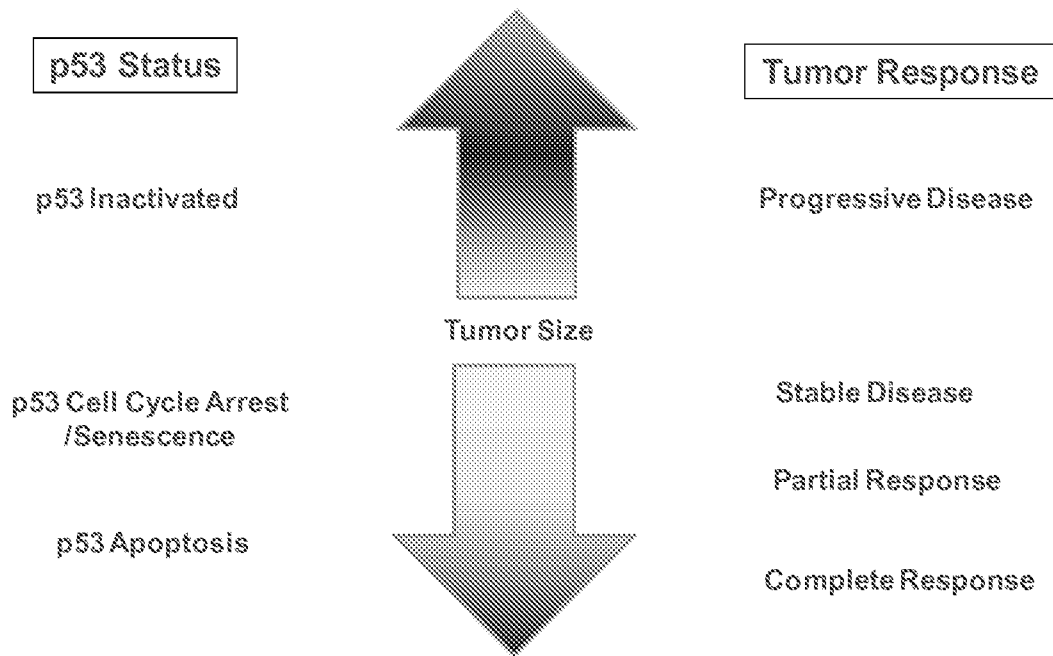 p53 Status
Tumor Response
p53 Inactivated
Progressive Disease
Tumor Size
p53 Cell Cycle Arrest
/Senescence
Stable Disease
Partial Response
p53 Apoptosis
Complete Response